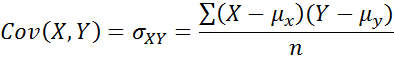 Cov(X,Y) = σ_XY = ∑(X − μ_x)(Y − μ_y) / n